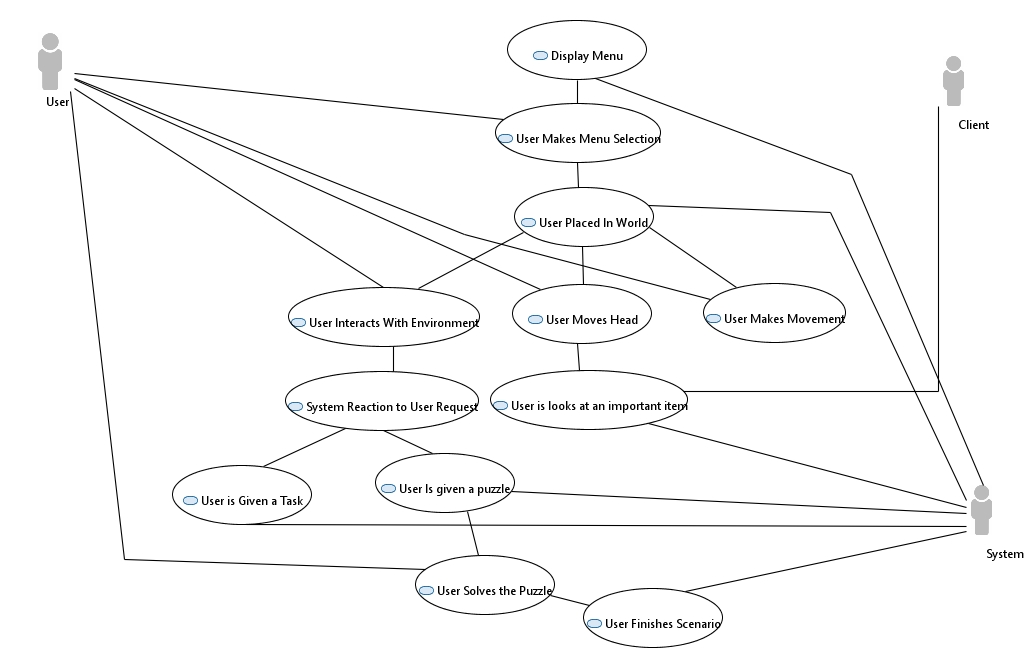 Display Menu
User
Client
User Makes Menu Selection
User Placed In World
User Interacts With Environment
User Moves Head
User Makes Movement
System Reaction to User Request
User is looks at an important item
User is Given a Task
User Is given a puzzle
System
User Solves the Puzzle
User Finishes Scenario